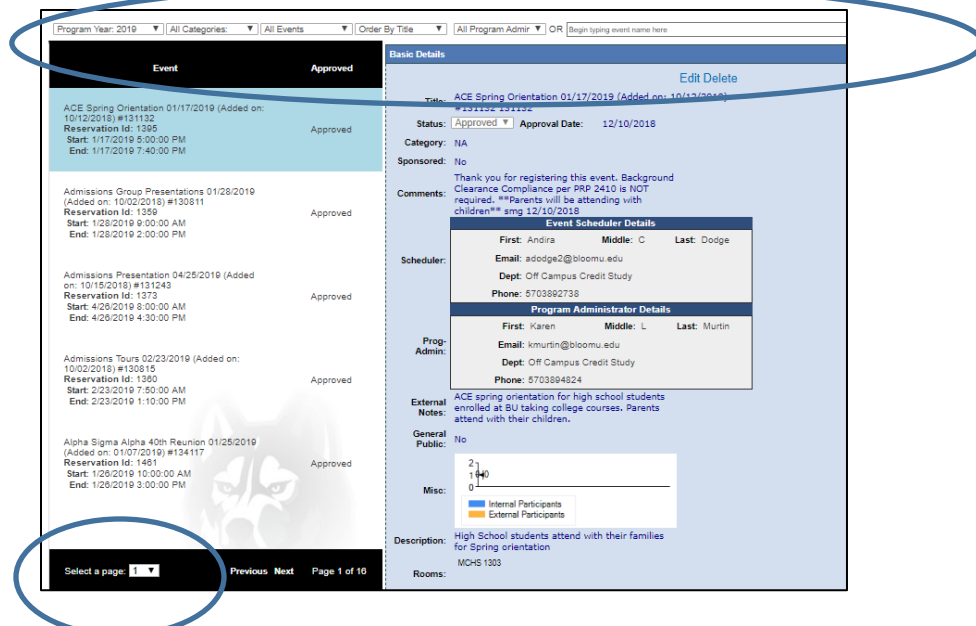 Program Year: 2019 All Categories: All Events Order By Title All Program Admir OR Begin typing event name here
Event Approved
ACE Spring Orientation 01/17/2019 (Added on:
10/12/2018) #131132
Reservation Id: 1395
Start: 1/17/2019 5:00:00 PM
End: 1/17/2019 7:40:00 PM
Approved
Admissions Group Presentations 01/28/2019
(Added on: 10/02/2018) #130811
Reservation Id: 1359
Start: 1/28/2019 9:00:00 AM
End: 1/28/2019 2:00:00 PM
Approved
Admissions Presentation 04/25/2019 (Added
on: 10/15/2018) #131243
Reservation Id: 1373
Start: 4/26/2019 8:00:00 AM
End: 4/26/2019 4:30:00 PM
Approved
Admissions Tours 02/23/2019 (Added on:
10/02/2018) #130815
Reservation Id: 1360
Start: 2/23/2019 7:50:00 AM
End: 2/23/2019 1:10:00 PM
Approved
Alpha Sigma Alpha 40th Reunion 01/25/2019
(Added on: 01/07/2019) #134117
Reservation Id: 1461
Start: 1/26/2019 10:00:00 AM
End: 1/26/2019 3:00:00 PM
Approved
Select a page: 1 Previous Next Page 1 of 16
Basic Details
Edit Delete
Title: ACE Spring Orientation 01/17/2019 (Added on: 10/12/2018)
#131132 131132
Status: Approved Approval Date: 12/10/2018
Category: NA
Sponsored: No
Comments: Thank you for registering this event. Background
Clearance Compliance per PRP 2410 is NOT
required. **Parents will be attending with
children** smg 12/10/2018
Scheduler:
Event Scheduler Details
First: Andira Middle: C Last: Dodge
Email: adodge2@bloomu.edu
Dept: Off Campus Credit Study
Phone: 5703892738
Prog-
Admin:
Program Administrator Details
First: Karen Middle: L Last: Murtin
Email: kmurtin@bloomu.edu
Dept: Off Campus Credit Study
Phone: 5703894824
External
Notes:
ACE spring orientation for high school students
enrolled at BU taking college courses. Parents
attend with their children.
General
Public:
No
Misc:
2
1
0
Internal Participants
External Participants
Description: High School students attend with their families
for Spring orientation
Rooms: MCHS 1303